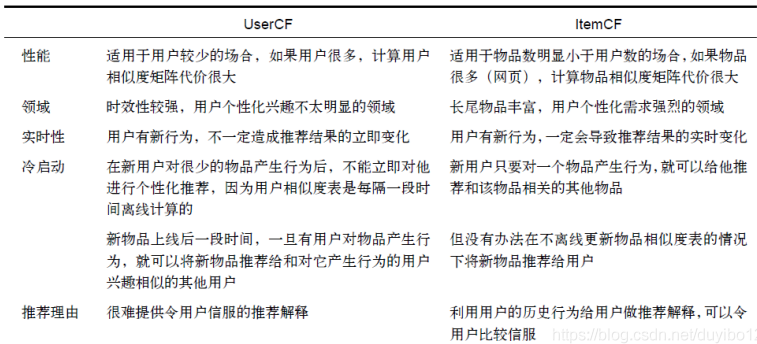 UserCF ItemCF
性能 适用于用户较少的场合，如果用户很多，计算用户 适用于物品数明显小于用户数的场合，如果物品
相似度矩阵代价很大 很多（网页），计算物品相似度矩阵代价很大
领域 时效性较强，用户个性化兴趣不太明显的领域 长尾物品丰富，用户个性化需求强烈的领域
实时性 用户有新行为，不一定造成推荐结果的立即变化 用户有新行为，一定会导致推荐结果的实时变化
冷启动 在新用户对很少的物品产生行为后，不能立即对他 新用户只要对一个物品产生行为，就可以给他推
进行个性化推荐，因为用户相似度表是每隔一段时 荐和该物品相关的其他物品
间离线计算的
新物品上线后一段时间，一旦有用户对物品产生行 但没有办法在不离线更新物品相似度表的情况
为，就可以将新物品推荐给和对它产生行为的用户 下将新物品推荐给用户
兴趣相似的其他用户
推荐理由 很难提供令用户信服的推荐解释 利用用户的历史行为给用户做推荐解释，可以令
用户比较信服
https://blog.csdn.net/duyibo12